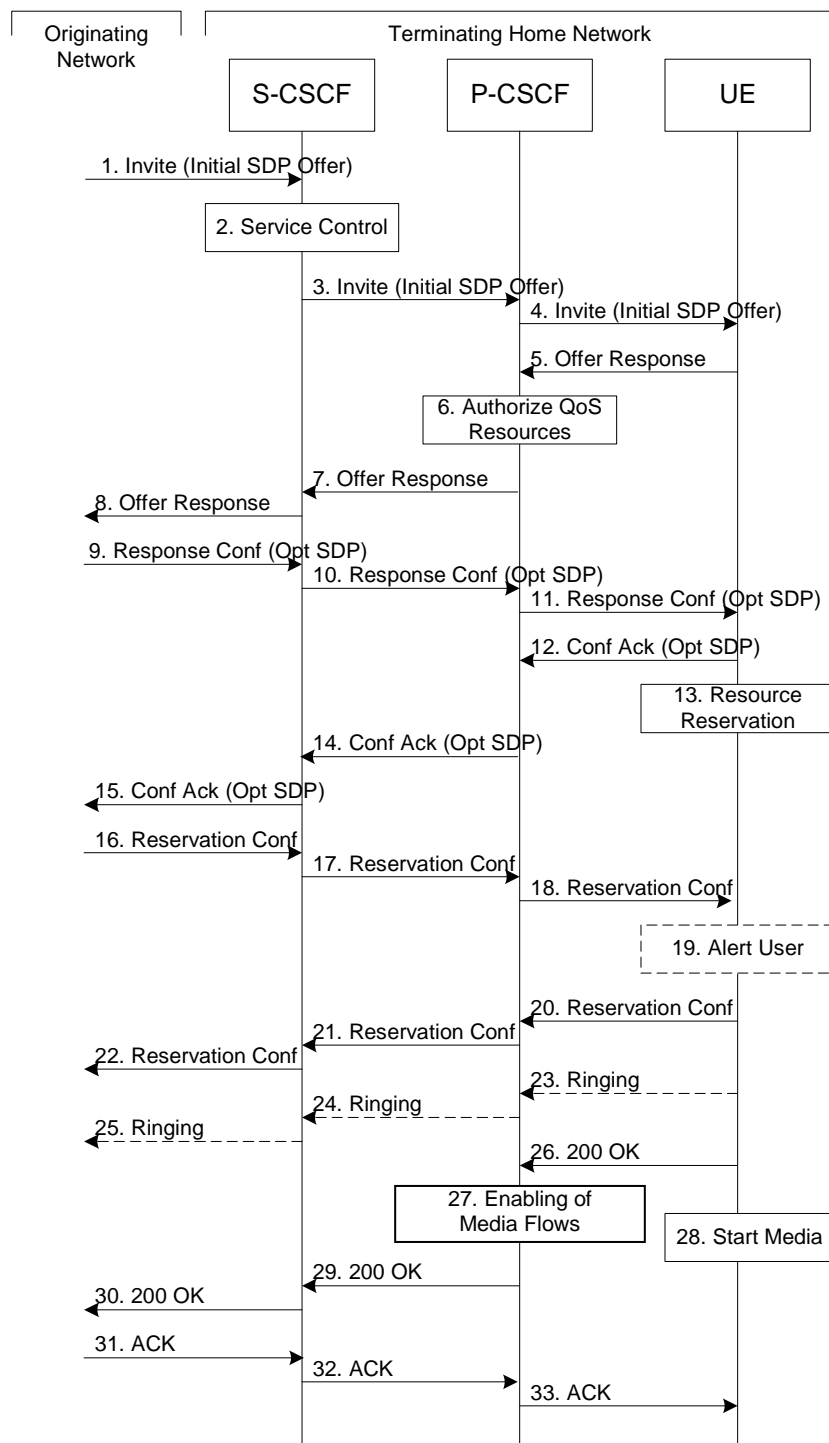 Originating
Network
Terminating Home Network
S-CSCF
P-CSCF
UE
1. Invite (Initial SDP Offer)
2. Service Control
3. Invite (Initial SDP Offer)
4. Invite (Initial SDP Offer)
5. Offer Response
6. Authorize QoS
Resources
7. Offer Response
8. Offer Response
9. Response Conf (Opt SDP)
10. Response Conf (Opt SDP)
11. Response Conf (Opt SDP)
12. Conf Ack (Opt SDP)
13. Resource
Reservation
14. Conf Ack (Opt SDP)
15. Conf Ack (Opt SDP)
16. Reservation Conf
17. Reservation Conf
18. Reservation Conf
19. Alert User
20. Reservation Conf
21. Reservation Conf
22. Reservation Conf
23. Ringing
24. Ringing
25. Ringing
26. 200 OK
27. Enabling of
Media Flows
28. Start Media
29. 200 OK
30. 200 OK
31. ACK
32. ACK
33. ACK